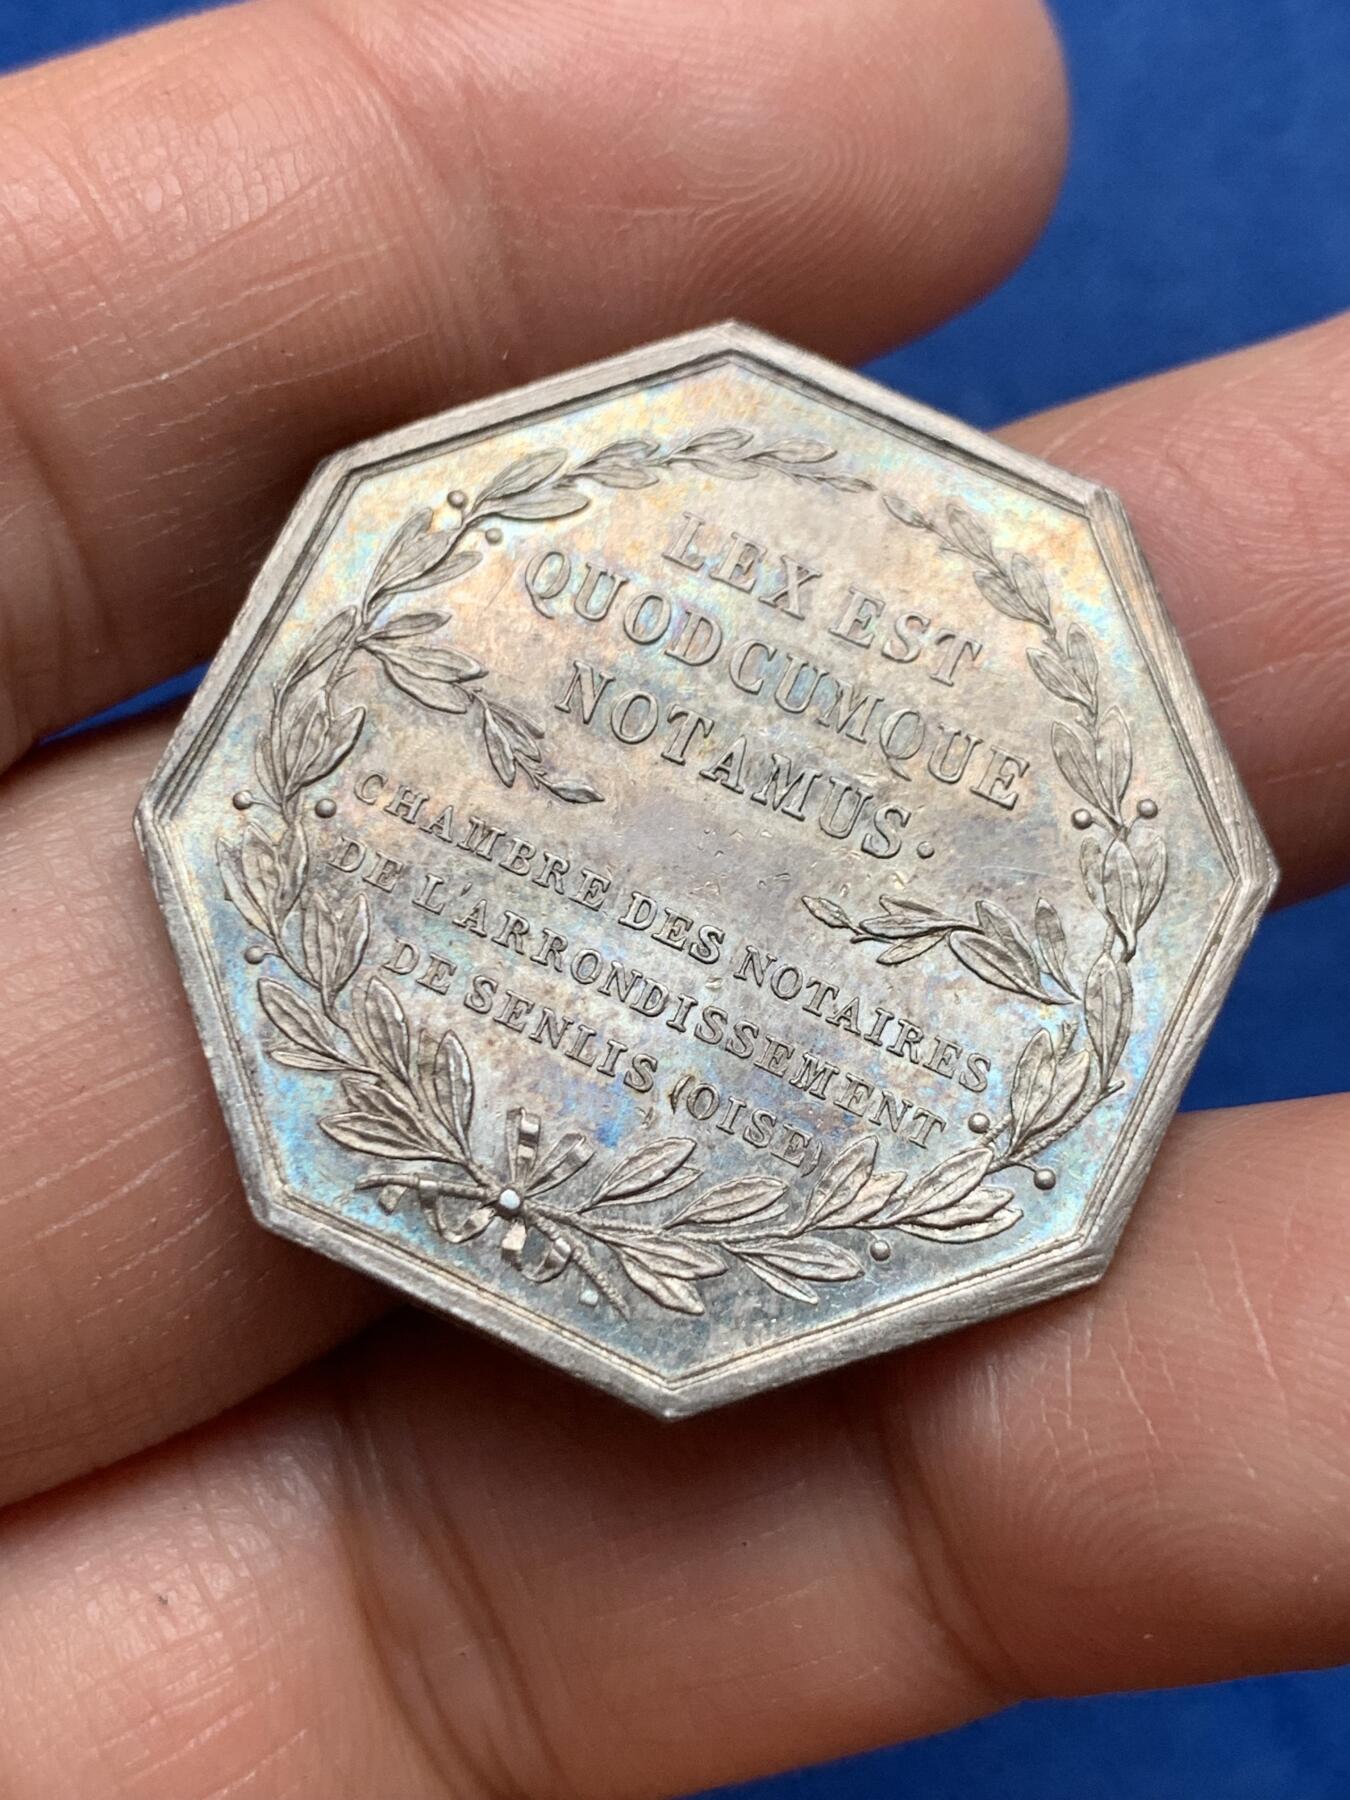 LEX EST
QUODCUMQUE
NOTAMUS.
CHAMBRE DES NOTAIRES
DE L'ARRONDISSEMENT
DE SENLIS (OISE)